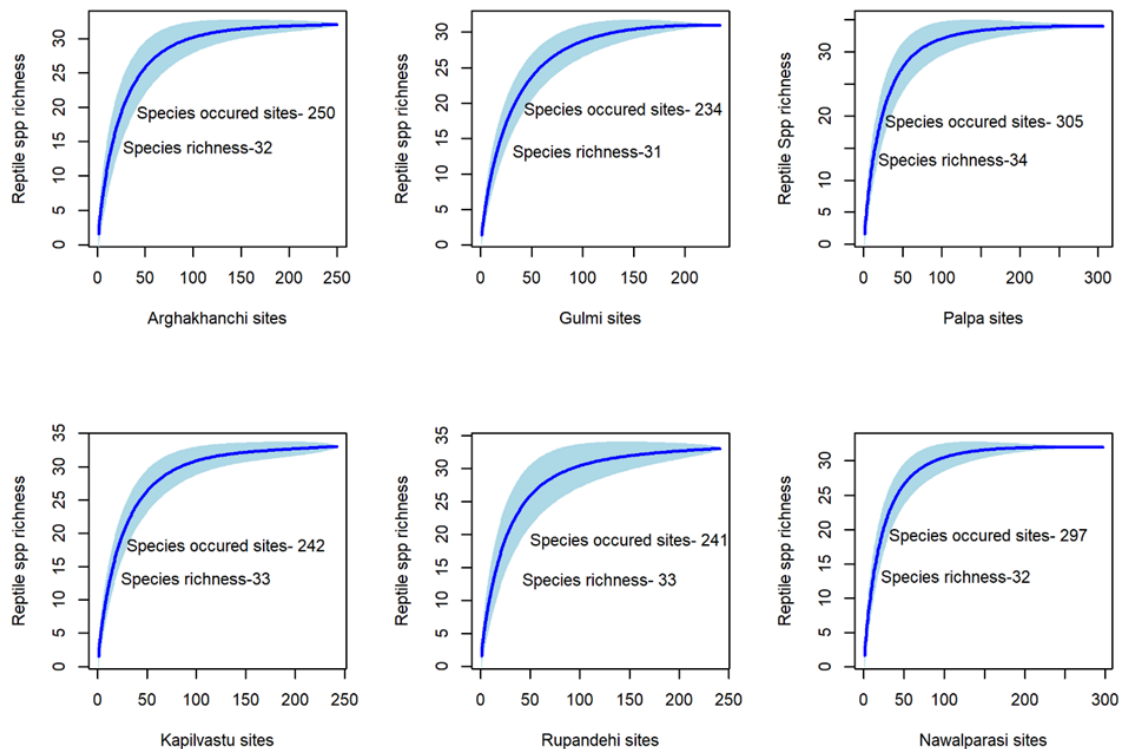 Reptile spp richness
30
25
20
15
10
5
0
Species occured sites- 250
Species richness-32
0 50 100 150 200 250
Arghakhanchi sites
Reptile spp richness
30
25
20
15
10
5
0
Species occured sites- 234
Species richness-31
0 50 100 150 200
Gulmi sites
Reptile Spp richness
30
20
10
0
Species occured sites- 305
Species richness-34
0 50 100 200 300
Palpa sites
Reptile spp richness
35
30
25
20
15
10
5
0
Species occured sites- 242
Species richness-33
0 50 100 150 200 250
Kapilvastu sites
Reptile spp richness
35
30
25
20
15
10
5
0
Species occured sites- 241
Species richness- 33
0 50 100 150 200 250
Rupandehi sites
Reptile spp richness
30
25
20
15
10
5
0
Species occured sites- 297
Species richness-32
0 50 100 200 300
Nawalparasi sites